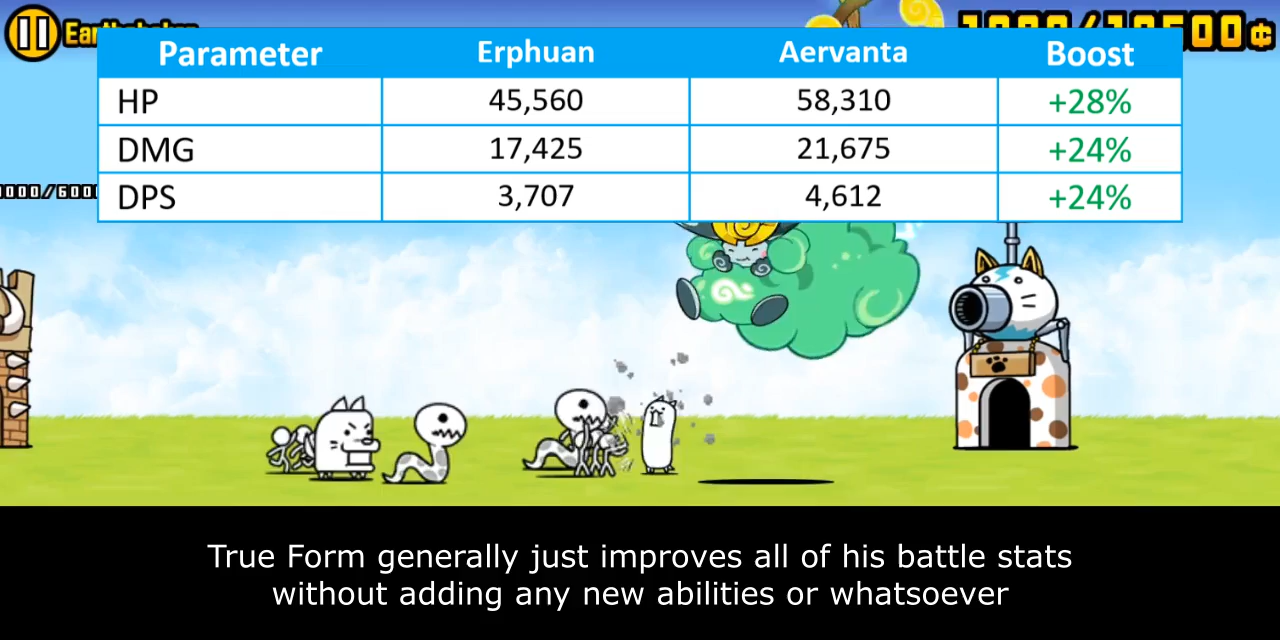 Parameter Erphuan Aervanta Boost
HP 45,560 58,310 +28%
DMG 17,425 21,675 +24%
DPS 3,707 4,612 +24%
True Form generally just improves all of his battle stats
without adding any new abilities or whatsoever